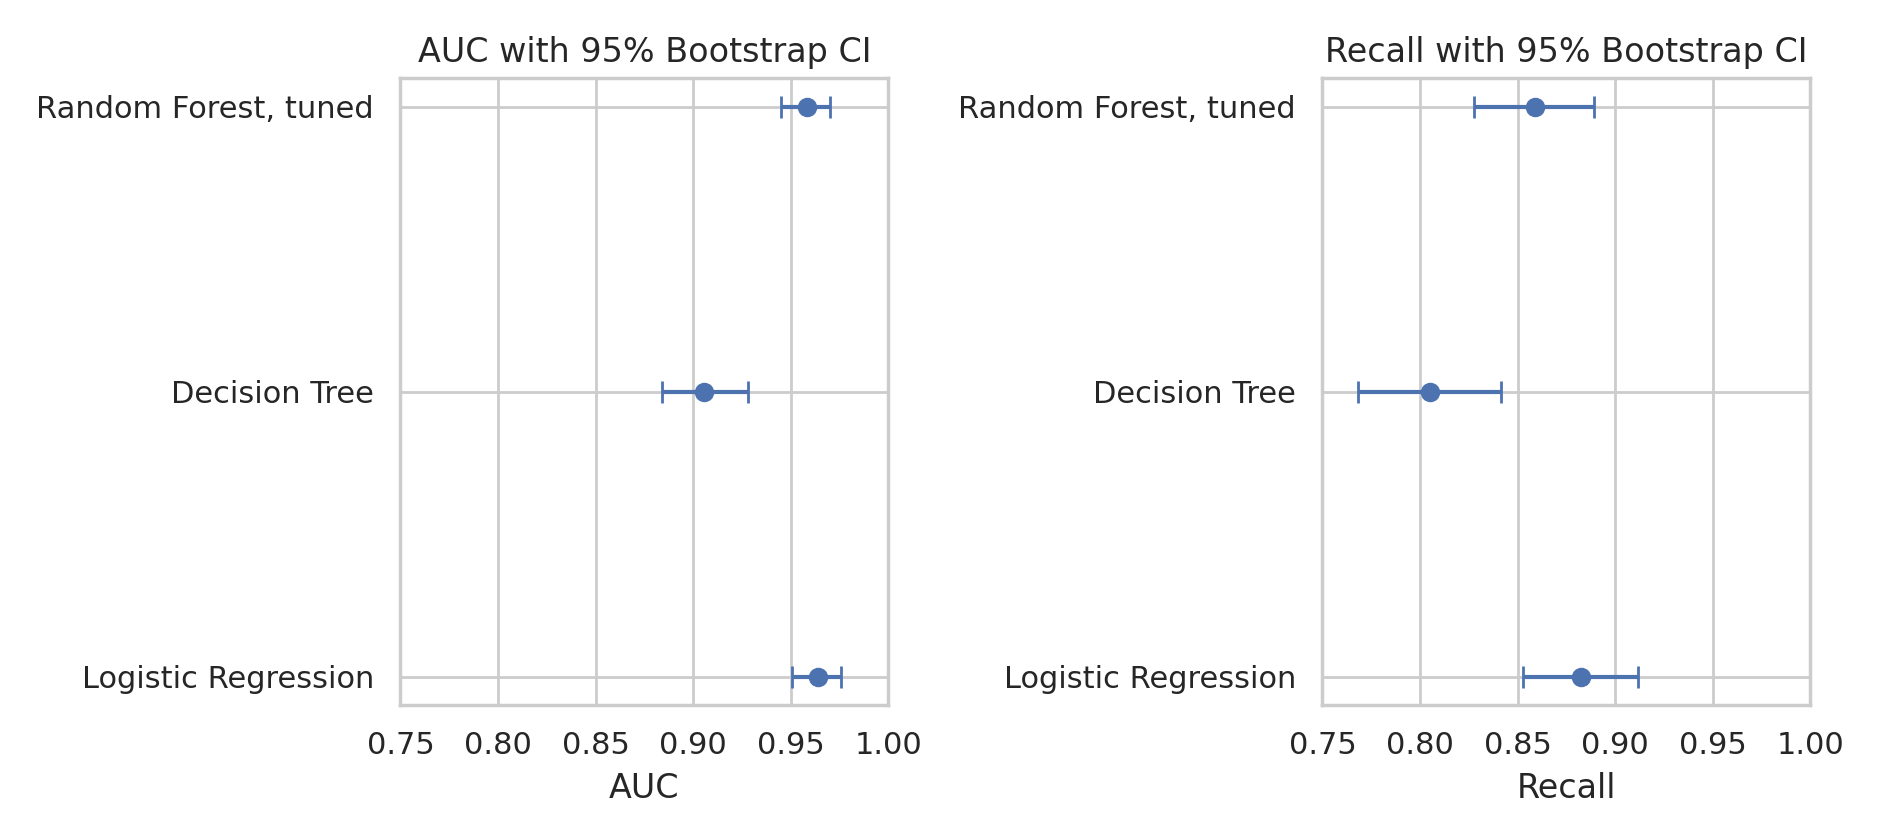 AUC with 95% Bootstrap CI
Random Forest, tuned
Decision Tree
Logistic Regression
0.75 0.80 0.85 0.90 0.95 1.00
AUC
Recall with 95% Bootstrap CI
Random Forest, tuned
Decision Tree
Logistic Regression
0.75 0.80 0.85 0.90 0.95 1.00
Recall